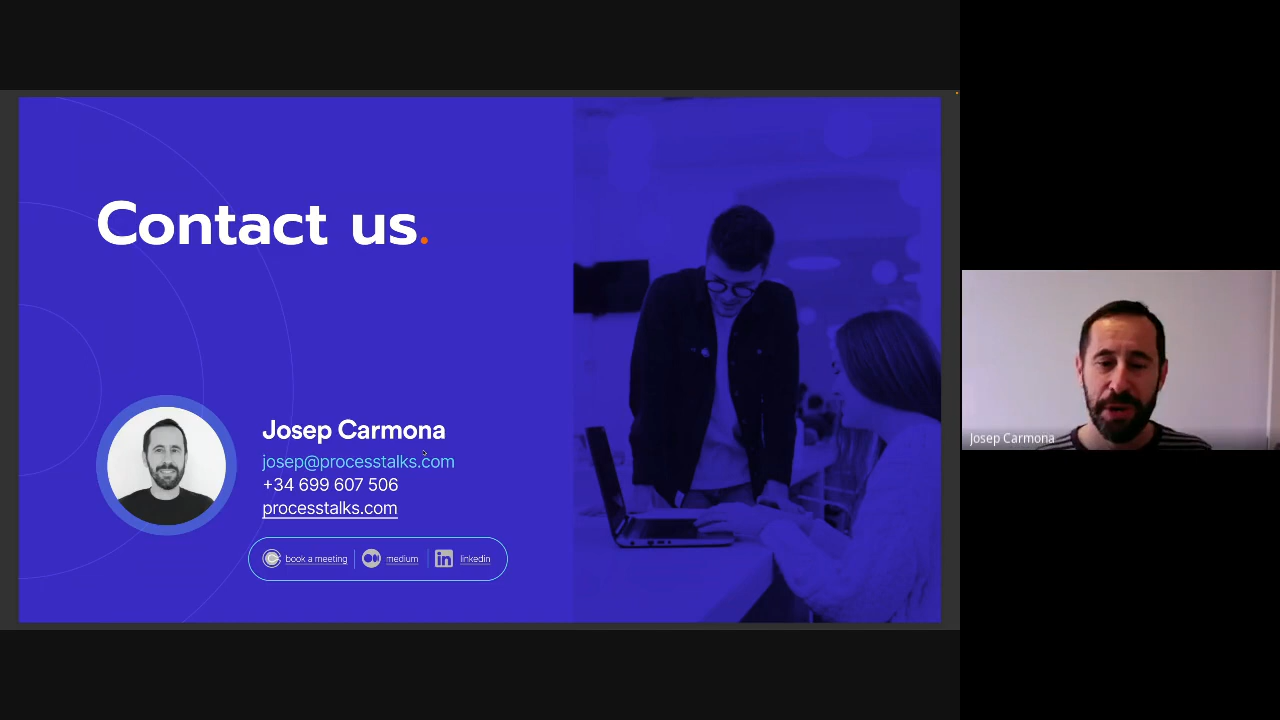 Contact us.
Josep Carmona
josep@processtalks.com
+34 699 607 506
processtalks.com
book a meeting
medium
in linkedin
Josep Carmona